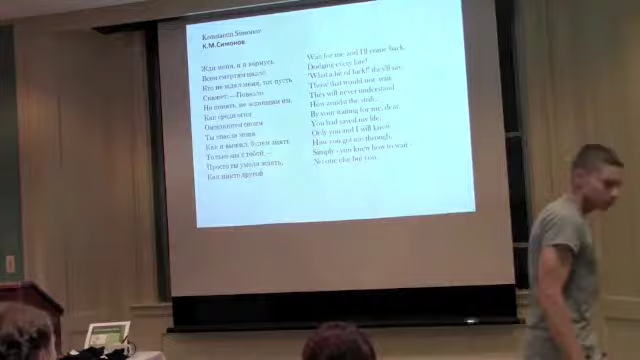 Konstantin Simonov
К.М.Симонов
Жди меня, и я вернусь
Всем смертям назло.
Кто не ждал меня, тот пусть
Скажет: – Повезло.
Не понять, не ждавшим им,
Как среди огня
Ожиданием своим
Ты спасла меня.
Как я выжил, будем знать
Только мы с тобой, –
Просто ты умела ждать,
Как никто другой
Wait for me and I'll come back,
Dodging every fate!
"What a bit of luck!" they'll say,
Those that would not wait.
They will never understand
How amidst the strife,
By your waiting for me, dear,
You had saved my life.
Only you and I will know
How you got me through.
Simply - you knew how to wait -
No one else but you.